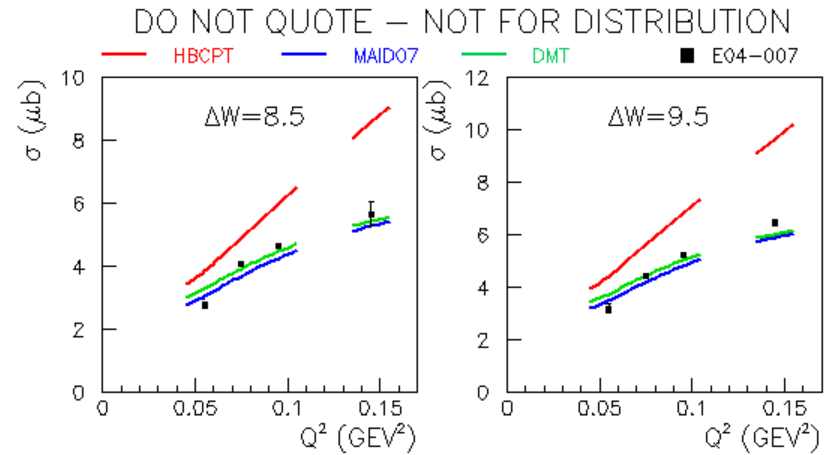 DO NOT QUOTE – NOT FOR DISTRIBUTION
HBCPT MAID07 DMT E04–007
σ (μb)
ΔW=8.5
10
8
6
4
2
0
0 0.05 0.1 0.15
Q² (GEV²)
σ (μb)
ΔW=9.5
12
10
8
6
4
2
0
0 0.05 0.1 0.15
Q² (GEV²)